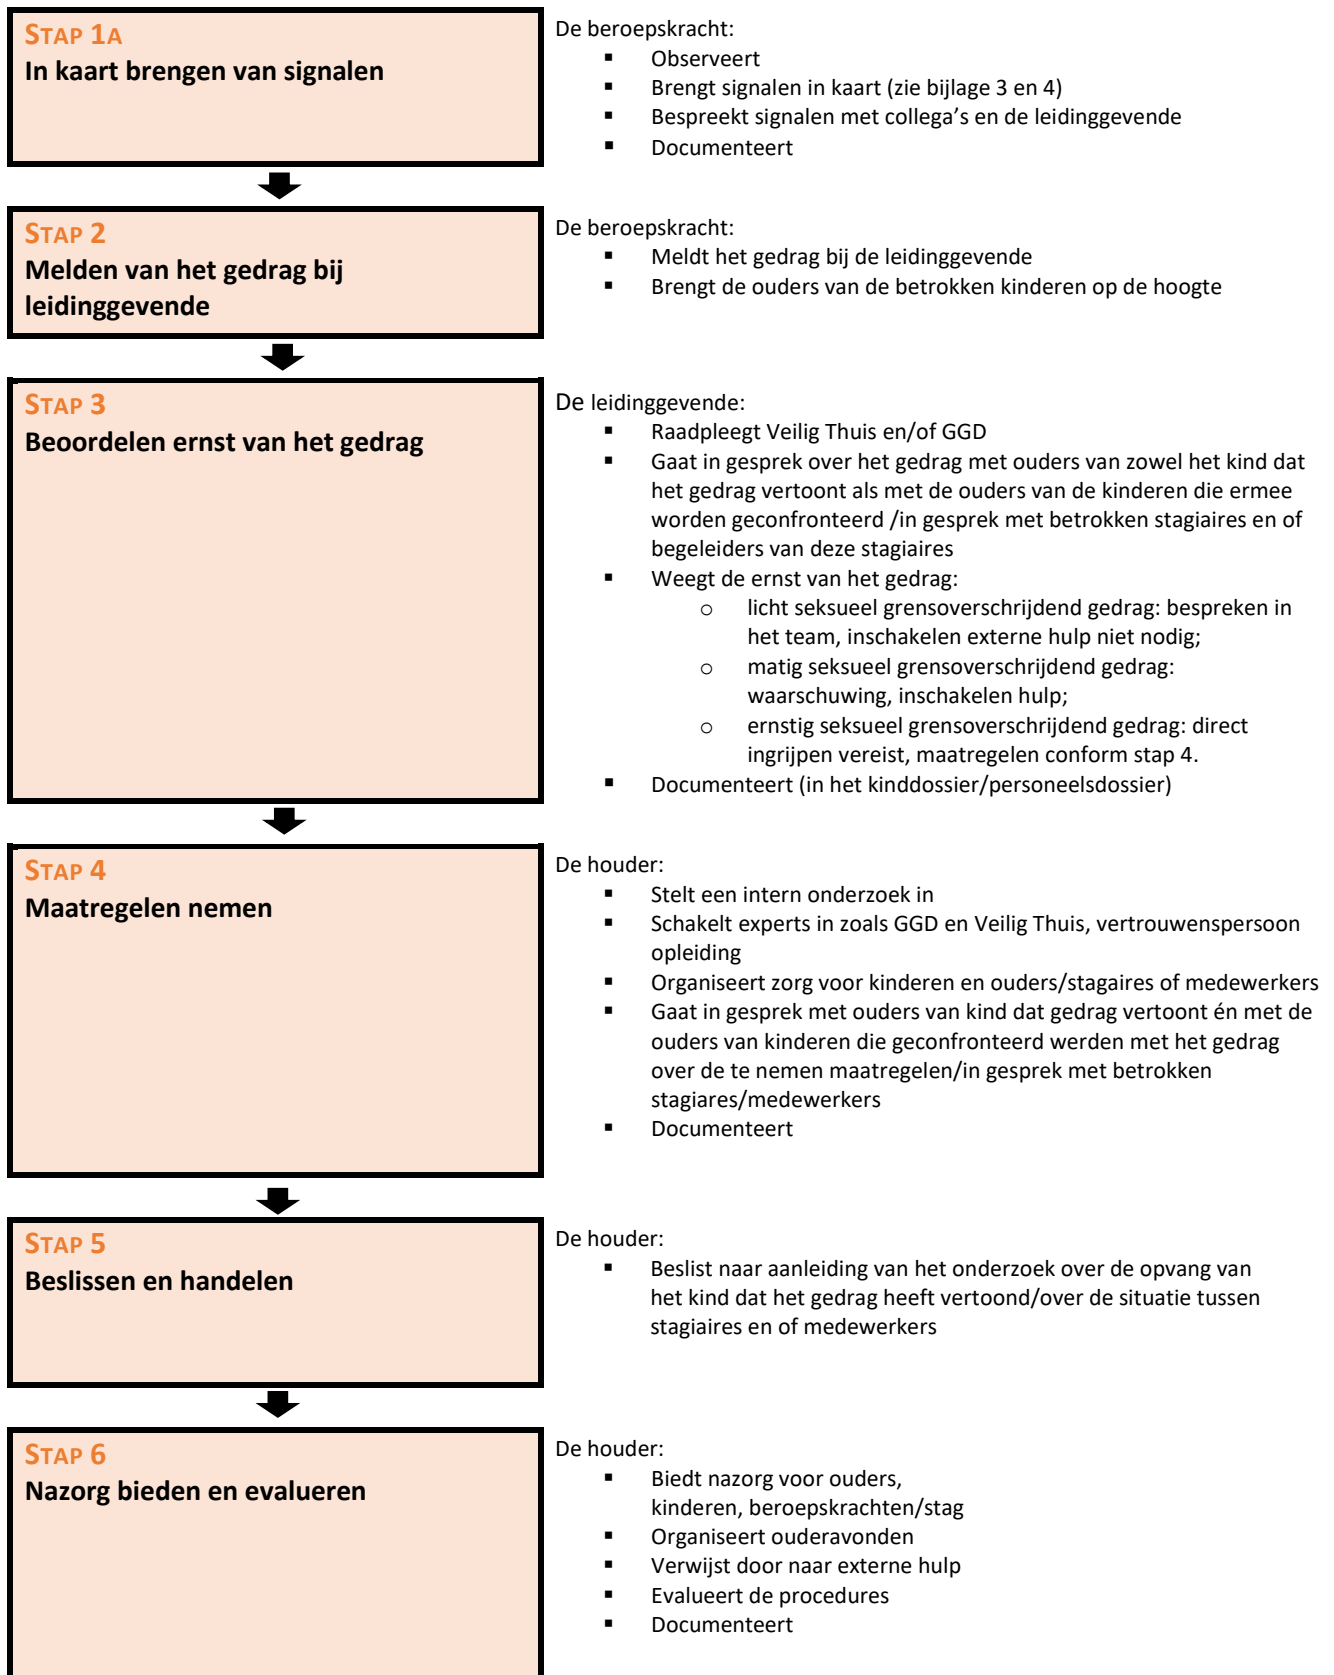 STAP 1A
In kaart brengen van signalen
De beroepskracht:
▪ Observeert
▪ Brengt signalen in kaart (zie bijlage 3 en 4)
▪ Bespreekt signalen met collega's en de leidinggevende
▪ Documenteert
STAP 2
Melden van het gedrag bij
leidinggevende
De beroepskracht:
▪ Meldt het gedrag bij de leidinggevende
▪ Brengt de ouders van de betrokken kinderen op de hoogte
STAP 3
Beoordelen ernst van het gedrag
De leidinggevende:
▪ Raadpleegt Veilig Thuis en/of GGD
▪ Gaat in gesprek over het gedrag met ouders van zowel het kind dat
het gedrag vertoont als met de ouders van de kinderen die ermee
worden geconfronteerd /in gesprek met betrokken stagiaires en of
begeleiders van deze stagiaires
▪ Weegt de ernst van het gedrag:
o licht seksueel grensoverschrijdend gedrag: bespreken in
het team, inschakelen externe hulp niet nodig;
o matig seksueel grensoverschrijdend gedrag:
waarschuwing, inschakelen hulp;
o ernstig seksueel grensoverschrijdend gedrag: direct
ingrijpen vereist, maatregelen conform stap 4.
▪ Documenteert (in het kinddossier/personeelsdossier)
STAP 4
Maatregelen nemen
De houder:
▪ Stelt een intern onderzoek in
▪ Schakelt experts in zoals GGD en Veilig Thuis, vertrouwenspersoon
opleiding
▪ Organiseert zorg voor kinderen en ouders/stagaires of medewerkers
▪ Gaat in gesprek met ouders van kind dat gedrag vertoont én met de
ouders van kinderen die geconfronteerd werden met het gedrag
over de te nemen maatregelen/in gesprek met betrokken
stagiares/medewerkers
▪ Documenteert
STAP 5
Beslissen en handelen
De houder:
▪ Beslist naar aanleiding van het onderzoek over de opvang van
het kind dat het gedrag heeft vertoond/over de situatie tussen
stagiaires en of medewerkers
STAP 6
Nazorg bieden en evalueren
De houder:
▪ Biedt nazorg voor ouders,
kinderen, beroepskrachten/stag
▪ Organiseert ouderavonden
▪ Verwijst door naar externe hulp
▪ Evalueert de procedures
▪ Documenteert